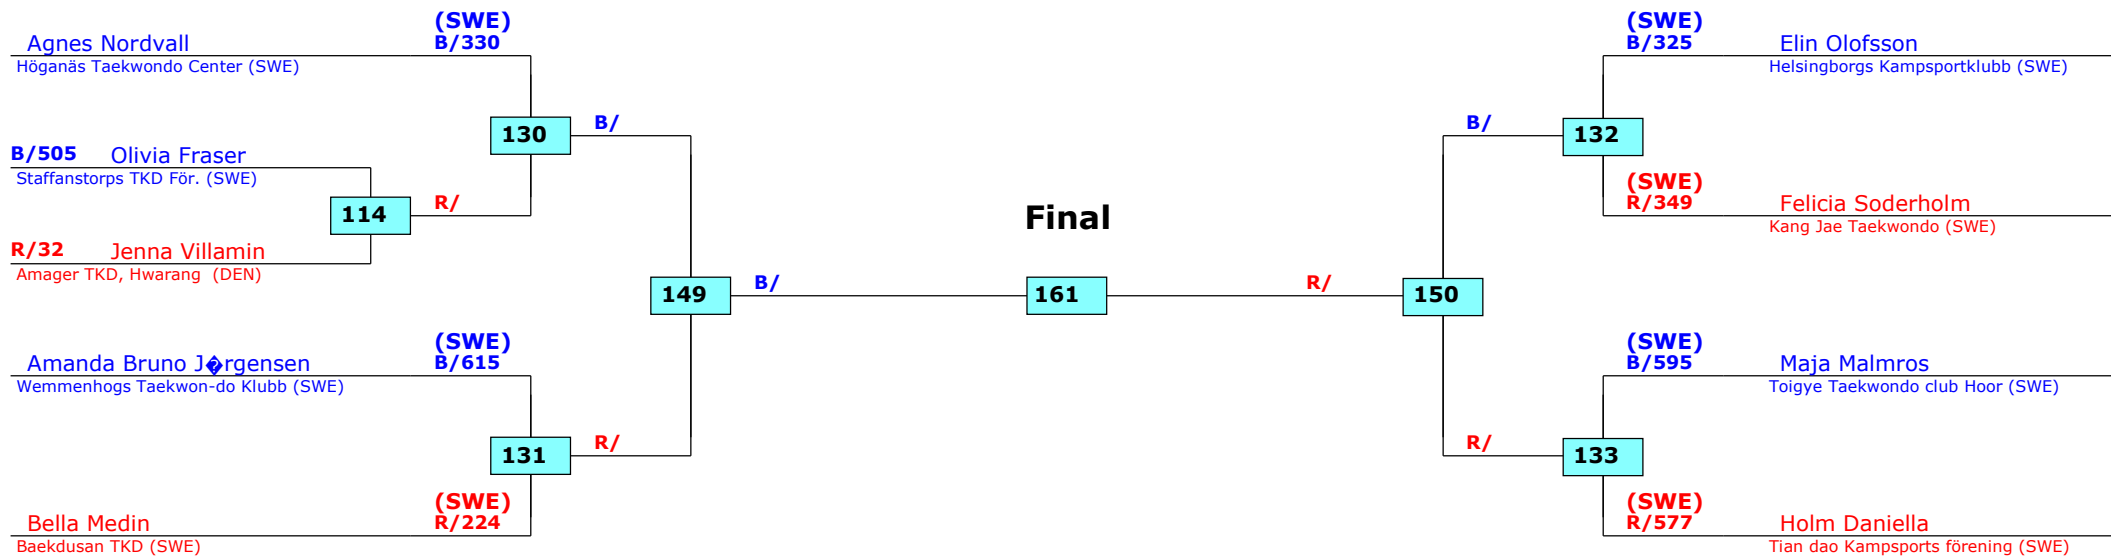 (SWE)
Agnes Nordvall B/330
Höganäs Taekwondo Center (SWE)
130
B/
B/505 Olivia Fraser
Staffanstorps TKD För. (SWE)
114
R/
R/32 Jenna Villamin
Amager TKD, Hwarang (DEN)
149
B/
(SWE)
Amanda Bruno J�rgensen B/615
Wemmenhogs Taekwon-do Klubb (SWE)
131
R/
(SWE)
Bella Medin R/224
Baekdusan TKD (SWE)
Final
161
(SWE)
B/325 Elin Olofsson
Helsingborgs Kampsportklubb (SWE)
B/
132
(SWE)
R/349 Felicia Soderholm
Kang Jae Taekwondo (SWE)
R/
150
(SWE)
B/595 Maja Malmros
Toigye Taekwondo club Hoor (SWE)
R/
133
(SWE)
R/577 Holm Daniella
Tian dao Kampsports förening (SWE)